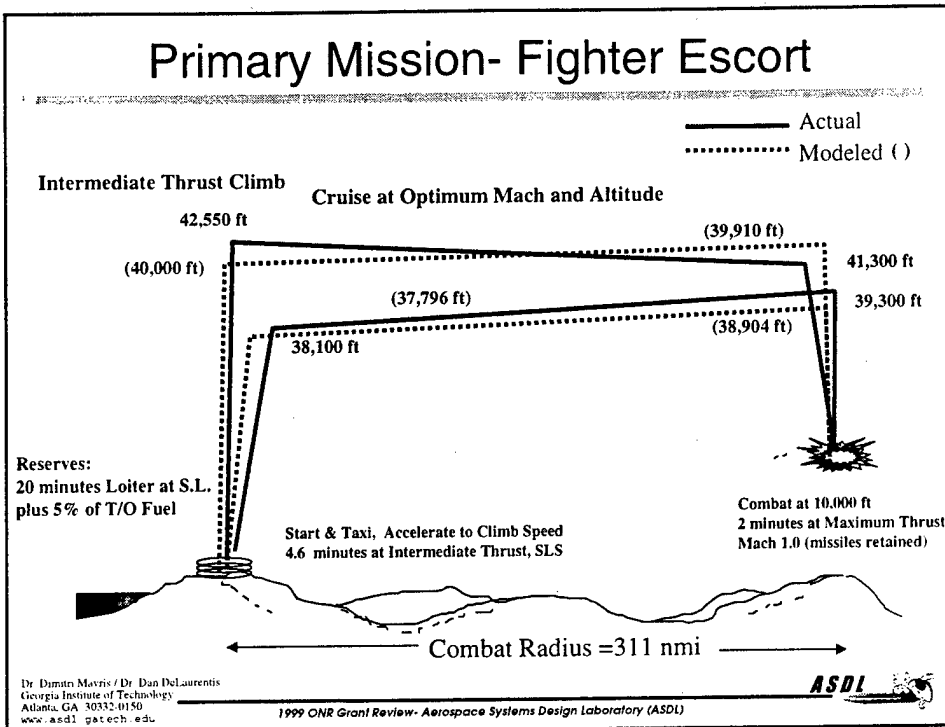 Primary Mission- Fighter Escort
Actual
Modeled ( )
Intermediate Thrust Climb
Cruise at Optimum Mach and Altitude
42,550 ft
(39,910 ft)
(40,000 ft)
41,300 ft
(37,796 ft)
39,300 ft
(38,904 ft)
38,100 ft
Reserves:
20 minutes Loiter at S.L.
plus 5% of T/O Fuel
Combat at 10,000 ft
2 minutes at Maximum Thrust
Mach 1.0 (missiles retained)
Start & Taxi, Accelerate to Climb Speed
4.6 minutes at Intermediate Thrust, SLS
Combat Radius =311 nmi
Dr Dimitri Mavris / Dr Dan DeLaurentis
Georgia Institute of Technology
Atlanta, GA 30332-0150
www.asdl.gatech.edu
ASDL
1999 ONR Grant Review- Aerospace Systems Design Laboratory (ASDL)